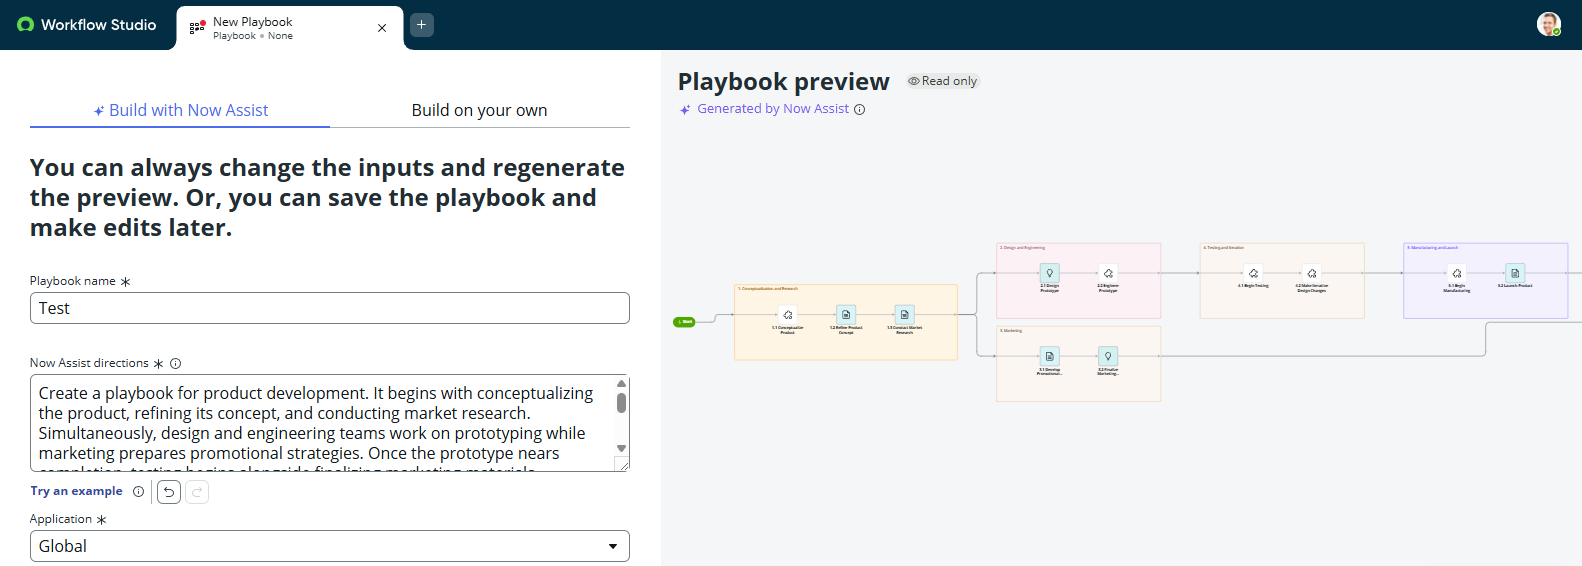 Workflow Studio
New Playbook
Playbook • None
Build with Now Assist
Build on your own
You can always change the inputs and regenerate
the preview. Or, you can save the playbook and
make edits later.
Playbook name *
Test
Now Assist directions *
Create a playbook for product development. It begins with conceptualizing
the product, refining its concept, and conducting market research.
Simultaneously, design and engineering teams work on prototyping while
marketing prepares promotional strategies. Once the prototype nears
completion, testing begins alongside finalizing marketing materials.
Try an example
Application *
Global
Playbook preview
Read only
Generated by Now Assist
Start
1. Conceptualization and Research
1.1 Conceptualize
Product
1.2 Refine Product
Concept
1.3 Conduct Market
Research
2. Design and Engineering
2.1 Design
Prototype
2.2 Engineer
Prototype
3. Marketing
3.1 Develop
Promotional...
3.2 Finalize
Marketing...
4. Testing and Iteration
4.1 Begin Testing
4.2 Make Iterative
Design Changes
5. Manufacturing and Launch
5.1 Begin
Manufacturing
5.2 Launch Product